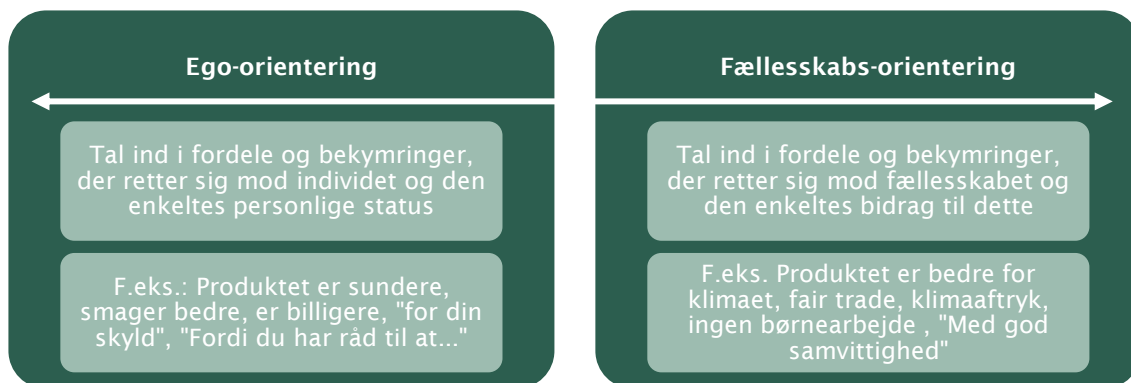 Ego-orientering
Tal ind i fordele og bekymringer,
der retter sig mod individet og den
enkeltes personlige status
F.eks.: Produktet er sundere,
smager bedre, er billigere, "for din
skyld", "Fordi du har råd til at..."
Fællesskabs-orientering
Tal ind i fordele og bekymringer,
der retter sig mod fællesskabet og
den enkeltes bidrag til dette
F.eks. Produktet er bedre for
klimaet, fair trade, klimaaftryk,
ingen børnearbejde , "Med god
samvittighed"